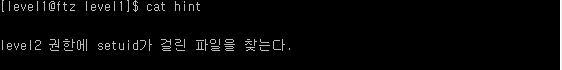 [level1@ftz level1]$ cat hint
level2 권한에 setuid가 걸린 파일을 찾는다.